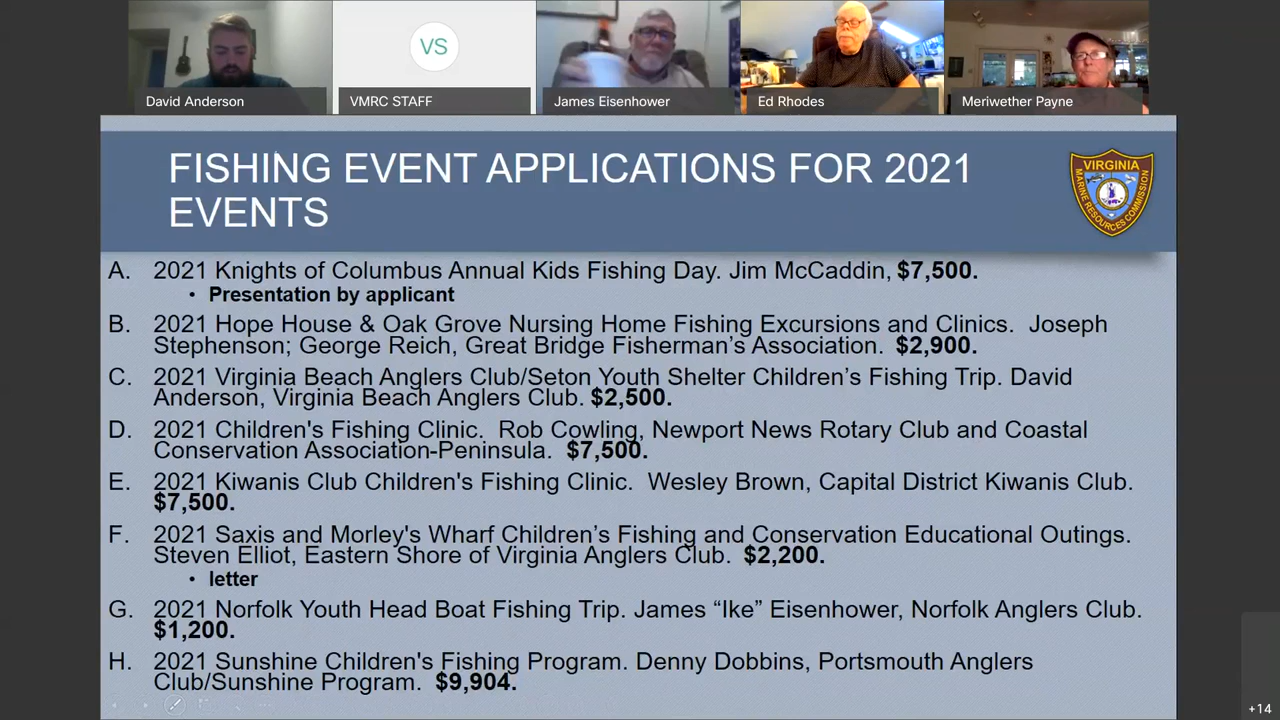 VS
David Anderson
VMRC STAFF
James Eisenhower
Ed Rhodes
Meriwether Payne
FISHING EVENT APPLICATIONS FOR 2021
EVENTS
VIRGINIA
MARINE RESOURCES COMMISSION
A. 2021 Knights of Columbus Annual Kids Fishing Day. Jim McCaddin, $7,500.
• Presentation by applicant
B. 2021 Hope House & Oak Grove Nursing Home Fishing Excursions and Clinics. Joseph
Stephenson; George Reich, Great Bridge Fisherman’s Association. $2,900.
C. 2021 Virginia Beach Anglers Club/Seton Youth Shelter Children’s Fishing Trip. David
Anderson, Virginia Beach Anglers Club. $2,500.
D. 2021 Children's Fishing Clinic. Rob Cowling, Newport News Rotary Club and Coastal
Conservation Association-Peninsula. $7,500.
E. 2021 Kiwanis Club Children's Fishing Clinic. Wesley Brown, Capital District Kiwanis Club.
$7,500.
F. 2021 Saxis and Morley's Wharf Children’s Fishing and Conservation Educational Outings.
Steven Elliot, Eastern Shore of Virginia Anglers Club. $2,200.
• letter
G. 2021 Norfolk Youth Head Boat Fishing Trip. James “Ike” Eisenhower, Norfolk Anglers Club.
$1,200.
H. 2021 Sunshine Children's Fishing Program. Denny Dobbins, Portsmouth Anglers
Club/Sunshine Program. $9,904.
+14